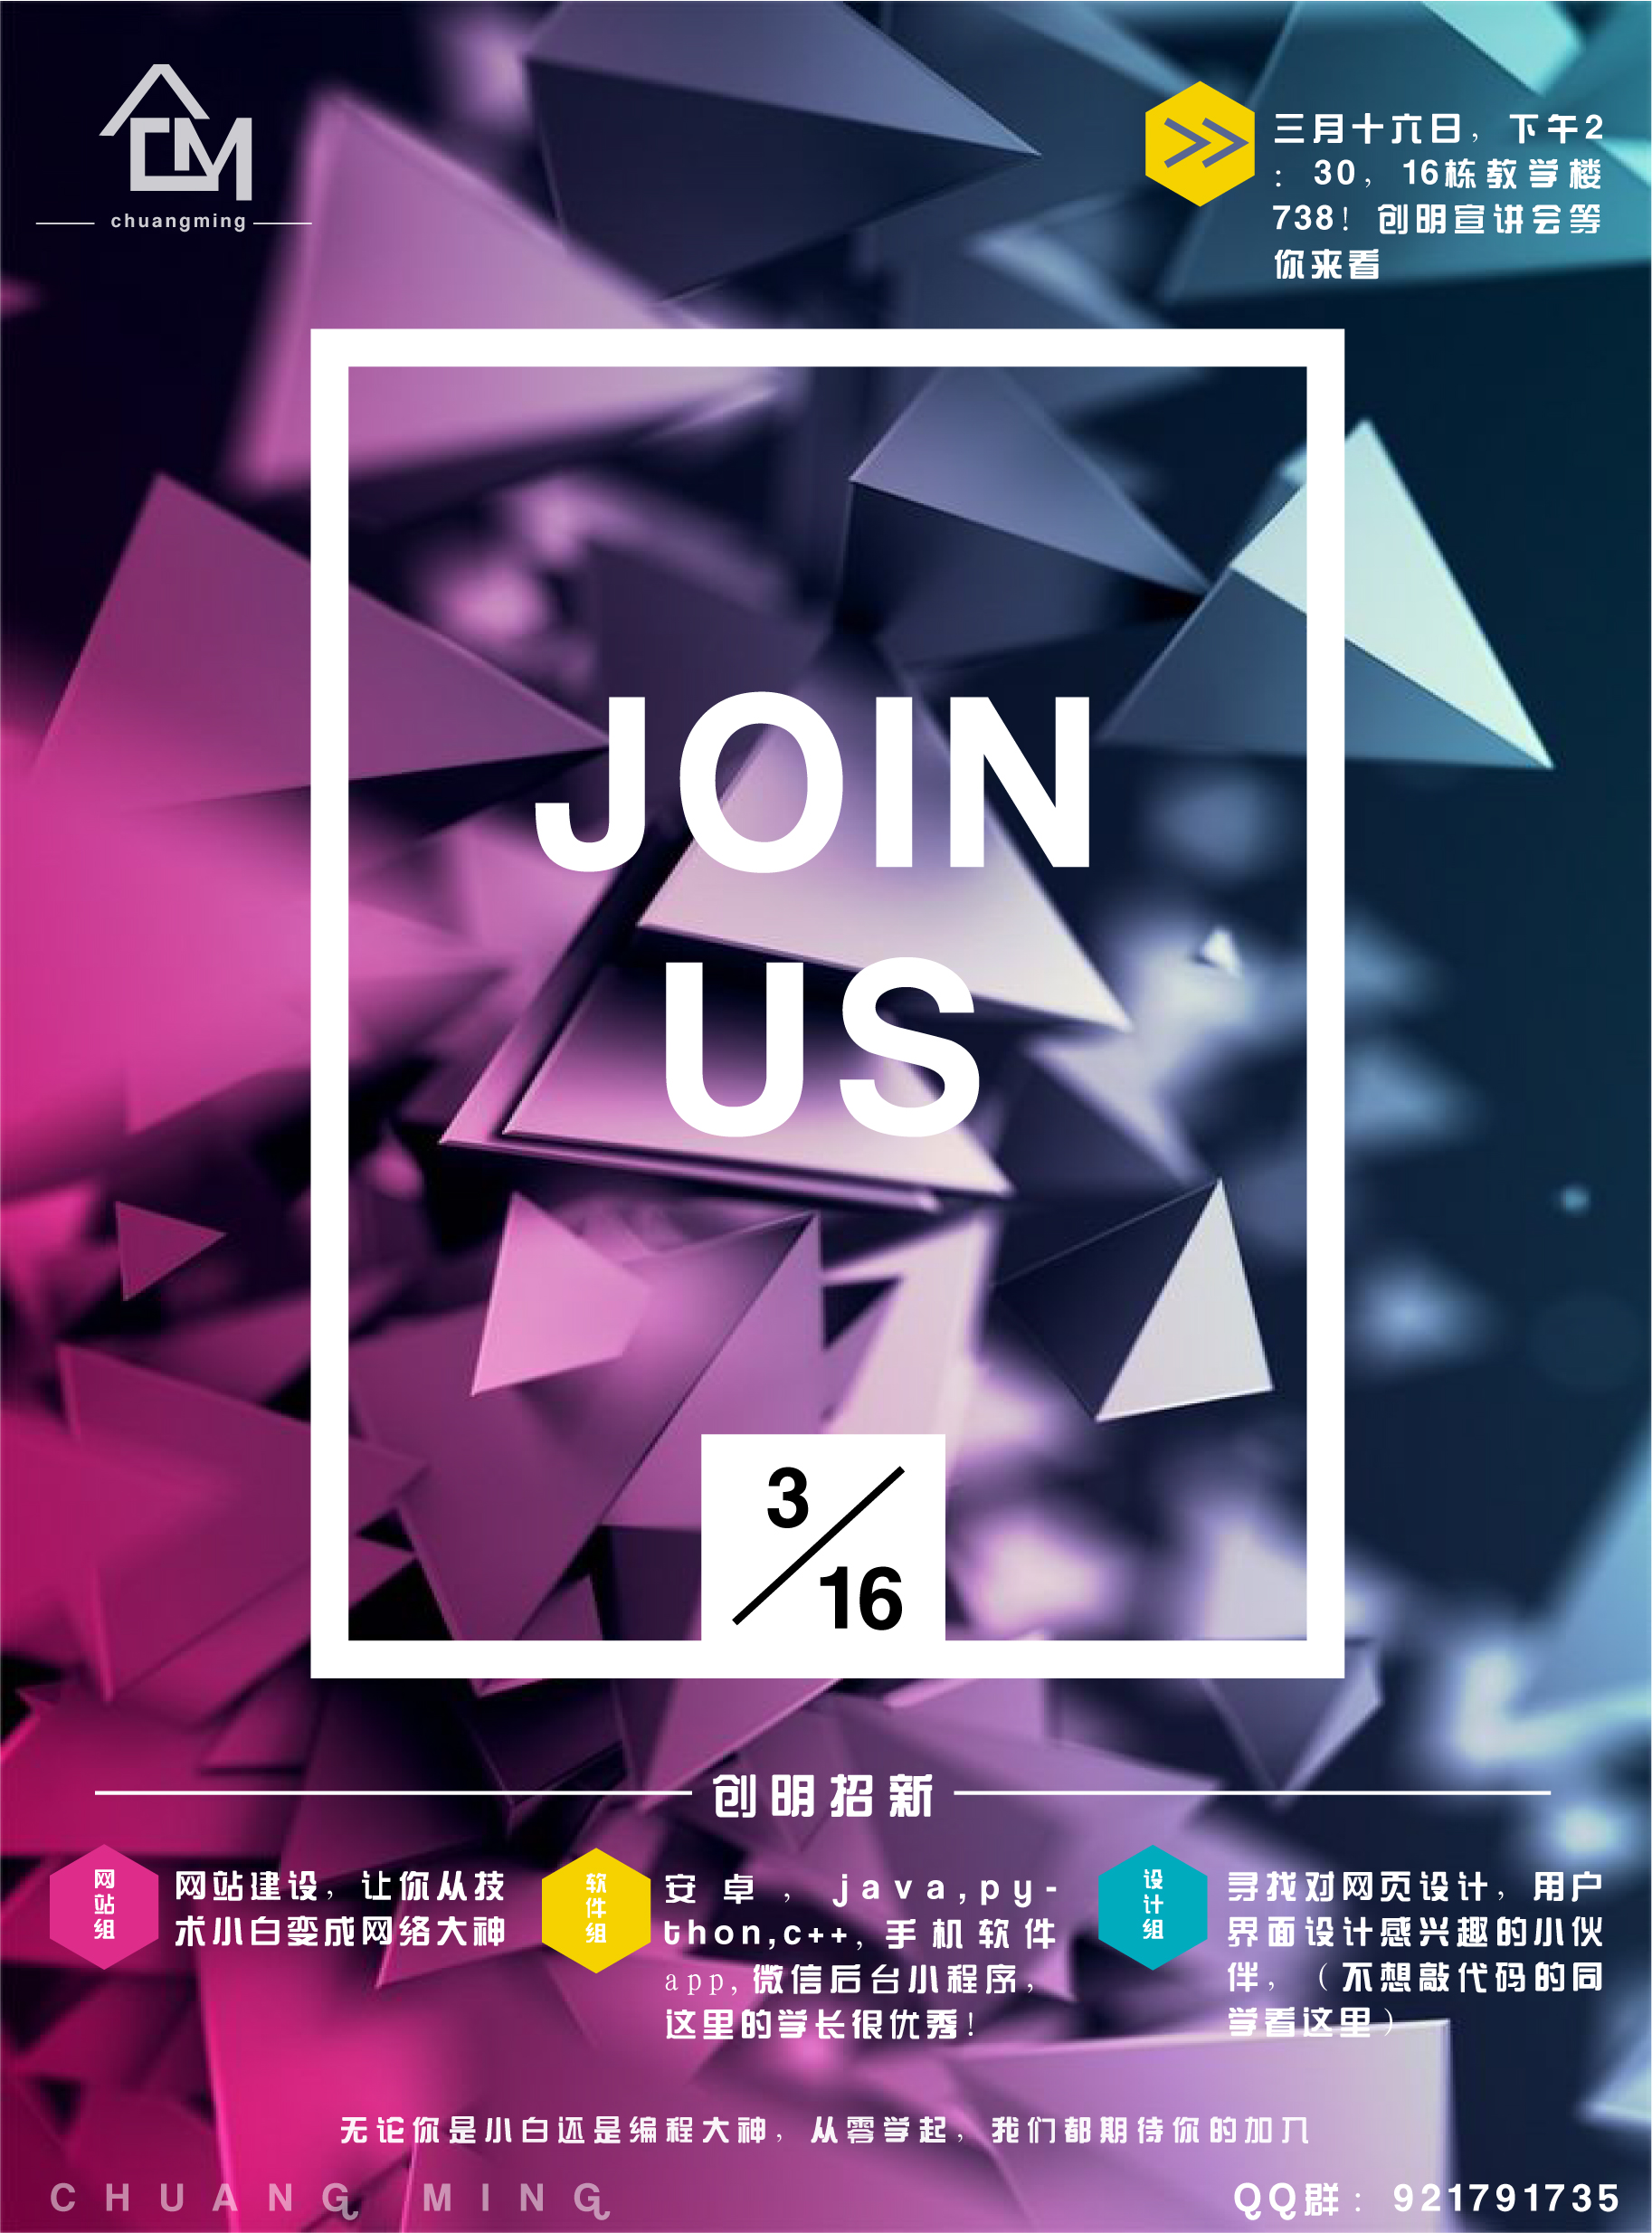 CM
chuangming
三月十六日，下午2
：30，16栋教学楼
738！创明宣讲会等
你来看
JOIN
US
3
16
创明招新
网站组
网站建设，让你从技
术小白变成网络大神
软件组
安卓，java,py-
thon,c++,手机软件
app,微信后台小程序，
这里的学长很优秀！
设计组
寻找对网页设计，用户
界面设计感兴趣的小伙
伴，（不想敲代码的同
学看这里）
无论你是小白还是编程大神，从零学起，我们都期待你的加入
CHUANG MING
QQ群：921791735